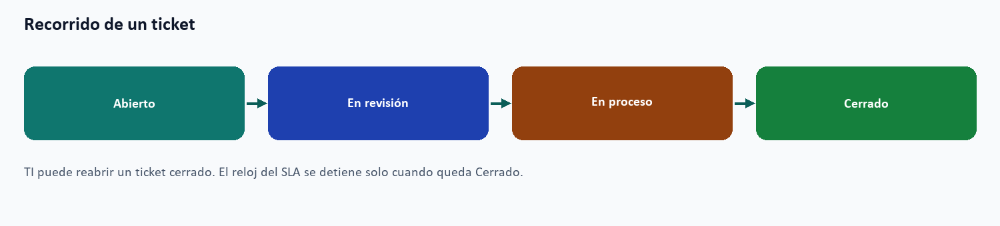 Recorrido de un ticket
Abierto
En revisión
En proceso
Cerrado
TI puede reabrir un ticket cerrado. El reloj del SLA se detiene solo cuando queda Cerrado.